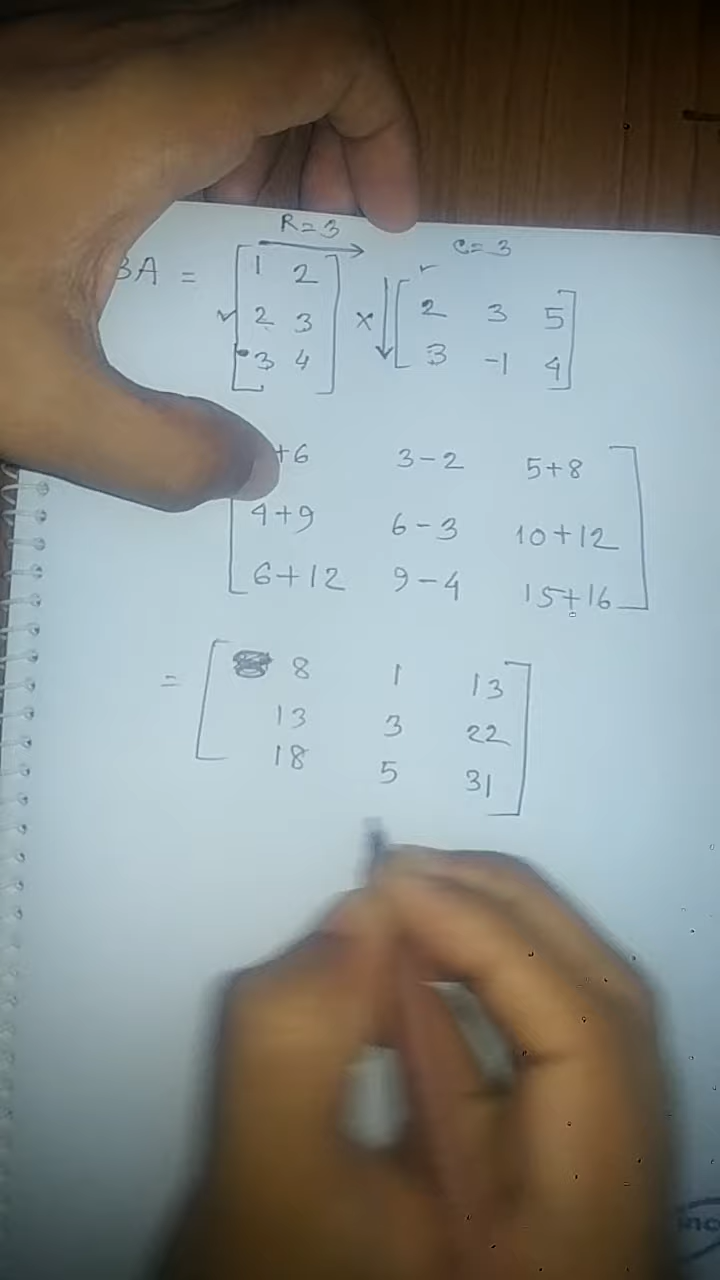 R=3 C=3
BA = [1 2 × [2 3 5]
2 3
3 4] 3 -1 4]
+6 3-2 5+8
4+9 6-3 10+12
6+12 9-4 15+16
= [8 1 13
13 3 22
18 5 31]